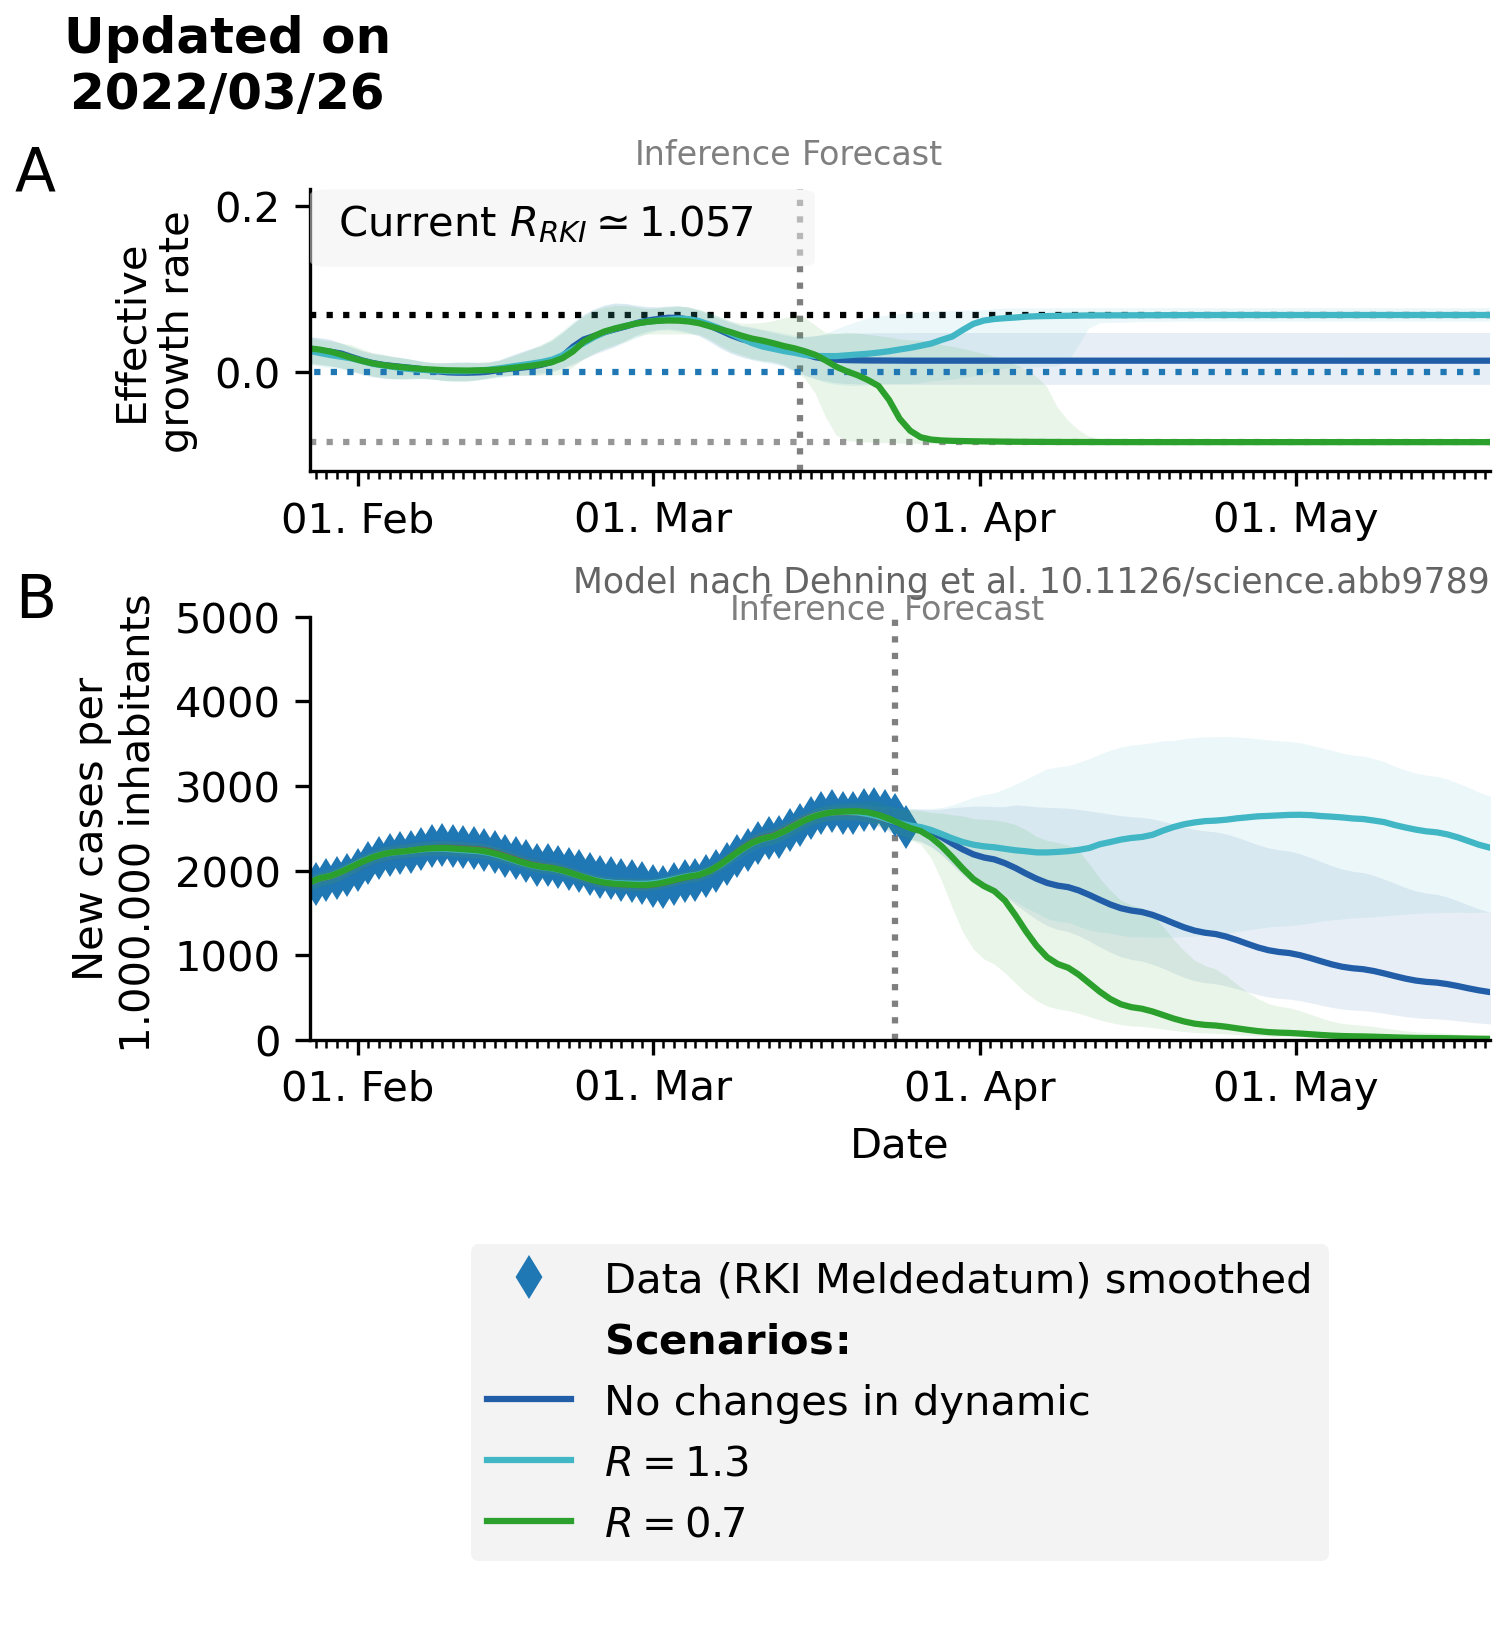 Updated on
2022/03/26
A
Inference Forecast
Effective
growth rate
0.2
0.0
Current R_RKI ≃ 1.057
01. Feb
01. Mar
01. Apr
01. May
B
Model nach Dehning et al. 10.1126/science.abb9789
Inference Forecast
New cases per
1.000.000 inhabitants
5000
4000
3000
2000
1000
0
01. Feb
01. Mar
01. Apr
01. May
Date
Data (RKI Meldedatum) smoothed
Scenarios:
No changes in dynamic
R = 1.3
R = 0.7